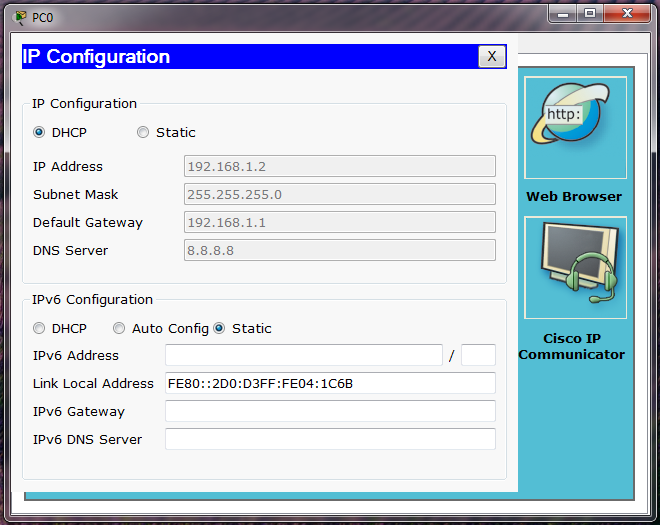 PC0
IP Configuration
X
IP Configuration
DHCP
Static
IP Address
192.168.1.2
Subnet Mask
255.255.255.0
Default Gateway
192.168.1.1
DNS Server
8.8.8.8
IPv6 Configuration
DHCP
Auto Config
Static
IPv6 Address
/
Link Local Address
FE80::2D0:D3FF:FE04:1C6B
IPv6 Gateway
IPv6 DNS Server
http:
Web Browser
Cisco IP
Communicator